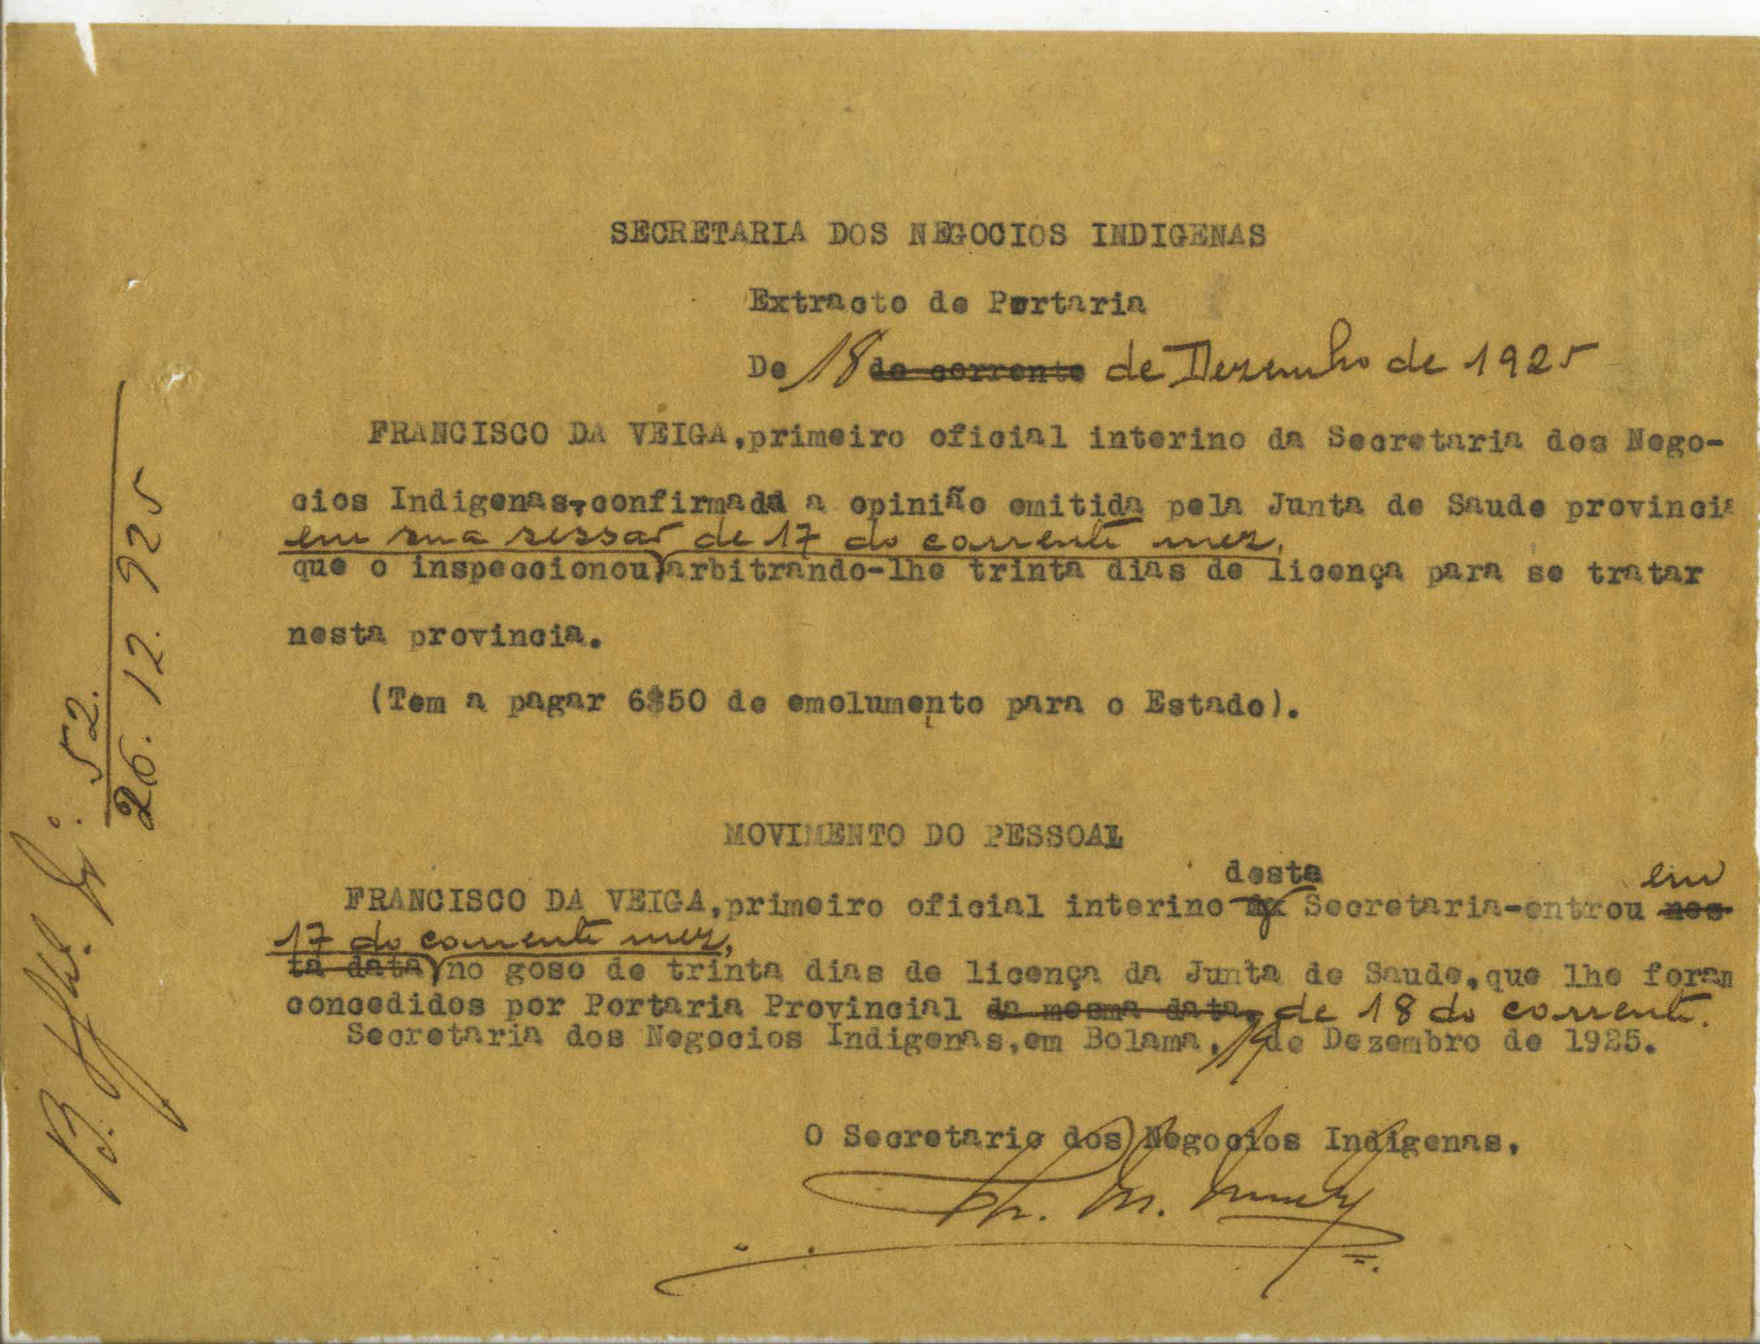 SECRETARIA DOS NEGOCIOS INDIGENAS
Extracto de Portaria
De 18 do corrente de Dezembro de 1925
FRANCISCO DA VEIGA,primeiro oficial interino da Secretaria dos Nego-
cios Indigenas,confirmada a opinião emitida pela Junta de Saude provincia
em sua sessão de 17 do corrente mez,
que o inspeccionou,arbitrando-lhe trinta dias de licença para se tratar
nesta provincia.
(Tem a pagar 6$50 de emolumento para o Estado).
MOVIMENTO DO PESSOAL
desta em
FRANCISCO DA VEIGA,primeiro oficial interino Secretaria-entrou nes-
17 do corrente mez,
ta data no goso de trinta dias de licença da Junta de Saude,que lhe foram
concedidos por Portaria Provincial da mesma data, de 18 do corrente.
Secretaria dos Negocios Indigenas,em Bolama, de Dezembro de 1925.
O Secretario dos Negocios Indigenas,
B. Offal. nº: 52.
26.12.925